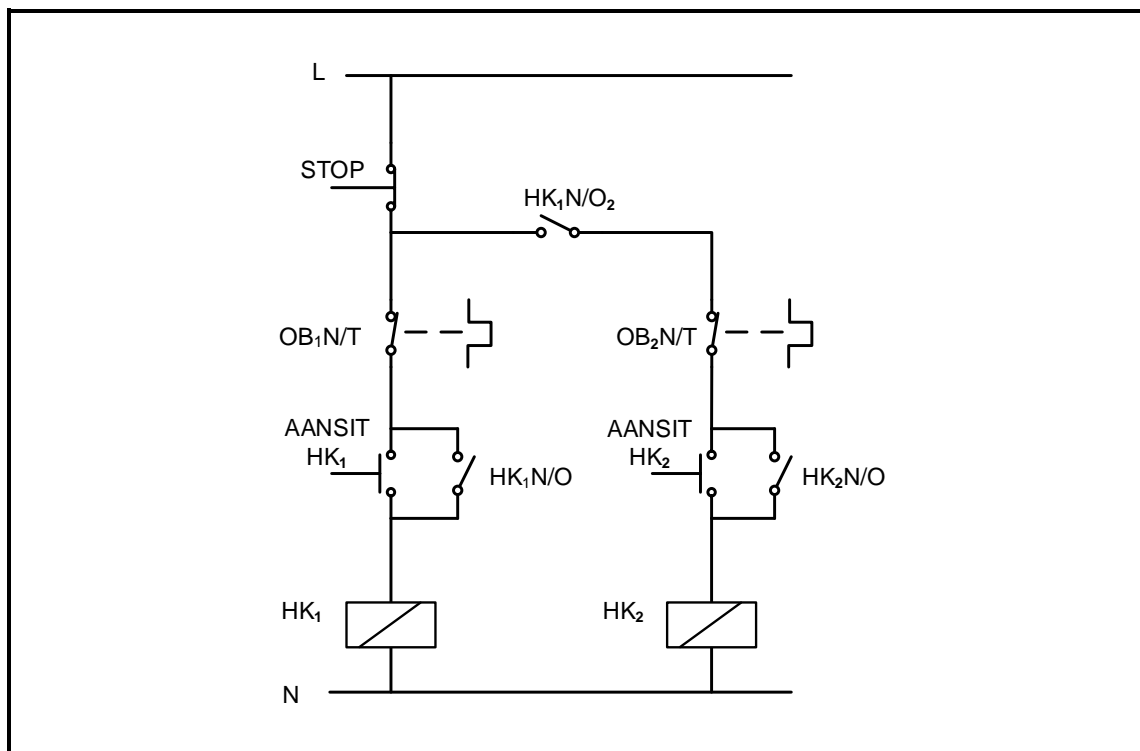 L
STOP
HK₁N/O₂
OB₁N/T
OB₂N/T
AANSIT
HK₁
HK₁N/O
AANSIT
HK₂
HK₂N/O
HK₁
HK₂
N